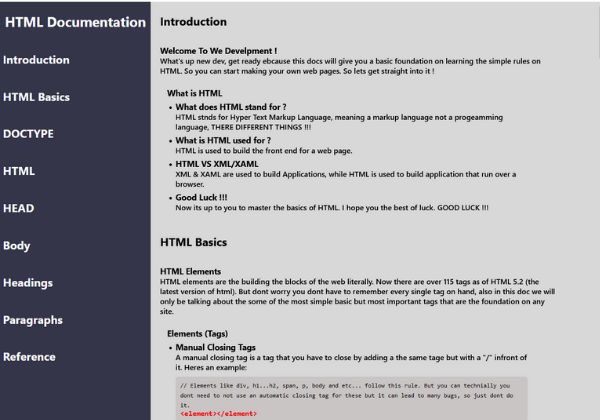 HTML Documentation
Introduction
HTML Basics
DOCTYPE
HTML
HEAD
Body
Headings
Paragraphs
Reference
Introduction
Welcome To We Develpment !
What's up new dev, get ready ebcause this docs will give you a basic foundation on learning the simple rules on
HTML. So you can start making your own web pages. So lets get straight into it !
What is HTML
• What does HTML stand for ?
HTML stnds for Hyper Text Markup Language, meaning a markup language not a progeamming
language, THERE DIFFERENT THINGS !!!
• What is HTML used for ?
HTML is used to build the front end for a web page.
• HTML VS XML/XAML
XML & XAML are used to build Applications, while HTML is used to build application that run over a
browser.
• Good Luck !!!
Now its up to you to master the basics of HTML. I hope you the best of luck. GOOD LUCK !!!
HTML Basics
HTML Elements
HTML elements are the building the blocks of the web literally. Now there are over 115 tags as of HTML 5.2 (the
latest version of html). But dont worry you dont have to remember every single tag on hand, also in this doc we will
only be talking about the some of the most simple basic but most important tags that are the foundation on any
site.
Elements (Tags)
• Manual Closing Tags
A manual closing tag is a tag that you have to close by adding a the same tage but with a "/" infront of
it. Heres an example:
// Elements like div, h1...h2, span, p, body and etc... follow this rule. But you can technially you
dont need to not use an automatic closing tag for these but it can lead to many bugs, so just dont do
it.
<element></element>